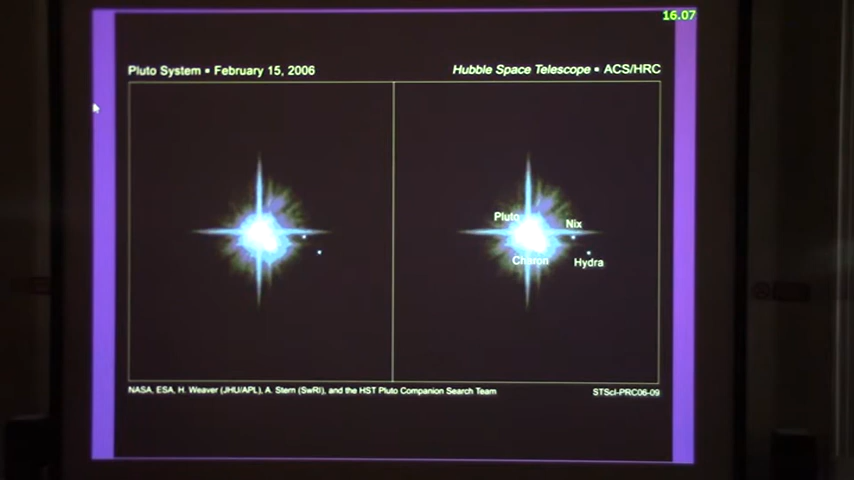 16.07
Pluto System • February 15, 2006
Hubble Space Telescope • ACS/HRC
Pluto
Nix
Charon
Hydra
NASA, ESA, H. Weaver (JHU/APL), A. Stern (SwRI), and the HST Pluto Companion Search Team
STScI-PRC06-09